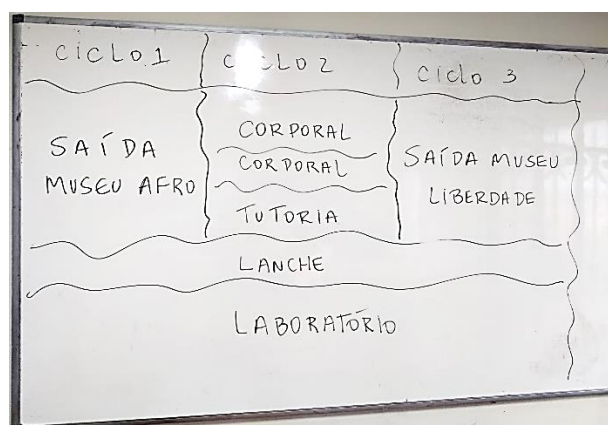 CICLO 1
CICLO 2
Ciclo 3
SAÍDA
MUSEU AFRO
CORPORAL
CORPORAL
TUTORIA
SAÍDA MUSEU
LIBERDADE
LANCHE
LABORATÓRIO